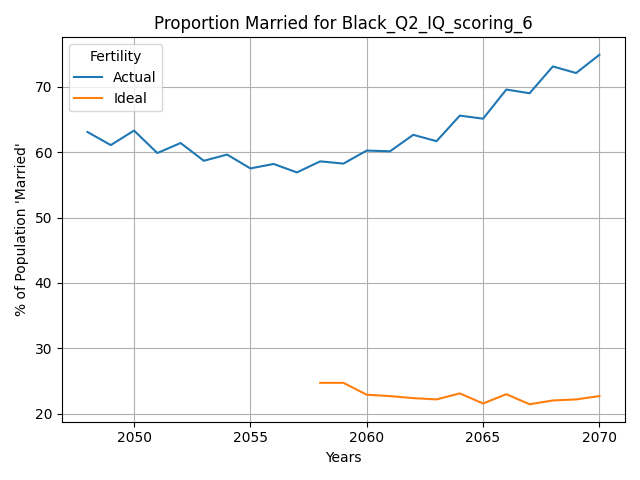 Proportion Married for Black_Q2_IQ_scoring_6
Fertility
Actual
Ideal
% of Population 'Married'
70
60
50
40
30
20
2050
2055
2060
2065
2070
Years